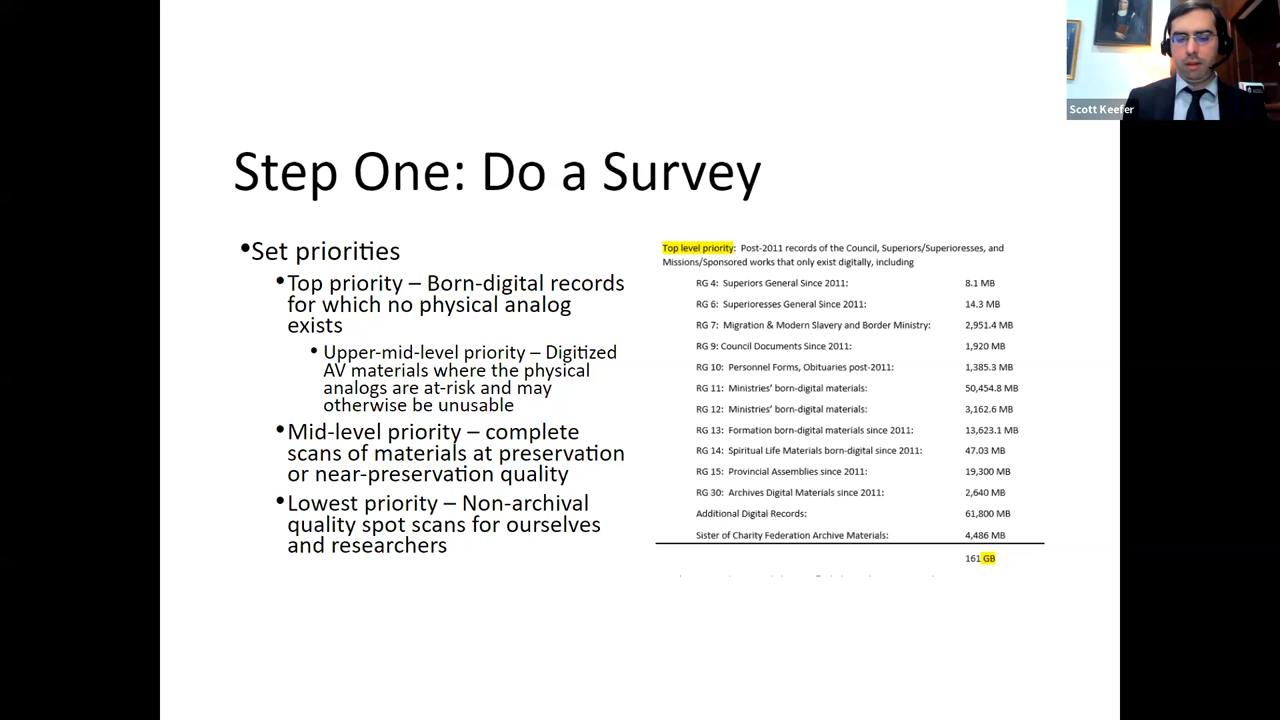 Scott Keefer
Step One: Do a Survey
•Set priorities
•Top priority – Born-digital records
for which no physical analog
exists
•Upper-mid-level priority – Digitized
AV materials where the physical
analogs are at-risk and may
otherwise be unusable
•Mid-level priority – complete
scans of materials at preservation
or near-preservation quality
•Lowest priority – Non-archival
quality spot scans for ourselves
and researchers
Top level priority: Post-2011 records of the Council, Superiors/Superioresses, and
Missions/Sponsored works that only exist digitally, including
RG 4: Superiors General Since 2011: 8.1 MB
RG 6: Superioresses General Since 2011: 14.3 MB
RG 7: Migration & Modern Slavery and Border Ministry: 2,951.4 MB
RG 9: Council Documents Since 2011: 1,920 MB
RG 10: Personnel Forms, Obituaries post-2011: 1,385.3 MB
RG 11: Ministries’ born-digital materials: 50,454.8 MB
RG 12: Ministries’ born-digital materials: 3,162.6 MB
RG 13: Formation born-digital materials since 2011: 13,623.1 MB
RG 14: Spiritual Life Materials born-digital since 2011: 47.03 MB
RG 15: Provincial Assemblies since 2011: 19,300 MB
RG 30: Archives Digital Materials since 2011: 2,640 MB
Additional Digital Records: 61,800 MB
Sister of Charity Federation Archive Materials: 4,486 MB
161 GB